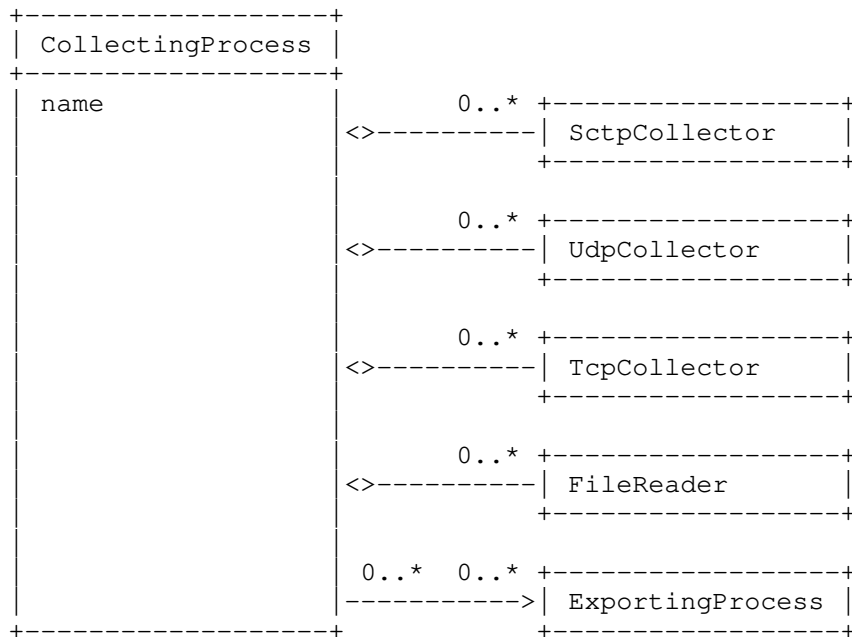 CollectingProcess
name
0..*
SctpCollector
0..*
UdpCollector
0..*
TcpCollector
0..*
FileReader
0..* 0..*
ExportingProcess